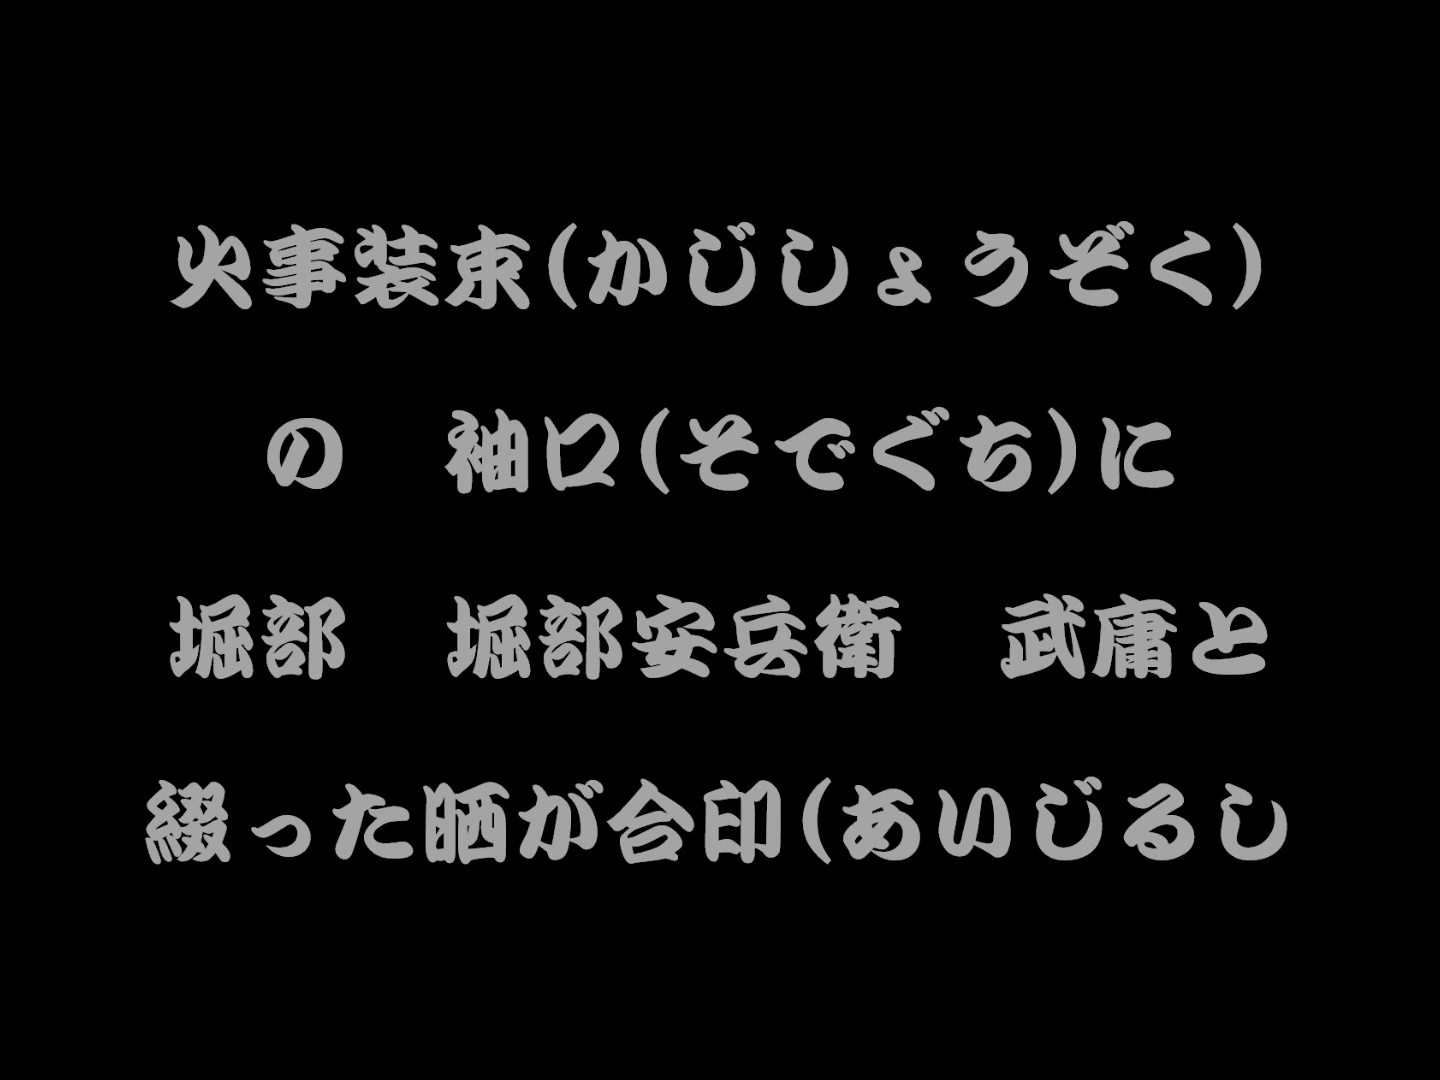 火事装束(かじしょうぞく)
の　袖口(そでぐち)に
堀部　堀部安兵衛　武庸と
綴った晒が合印(あいじるし